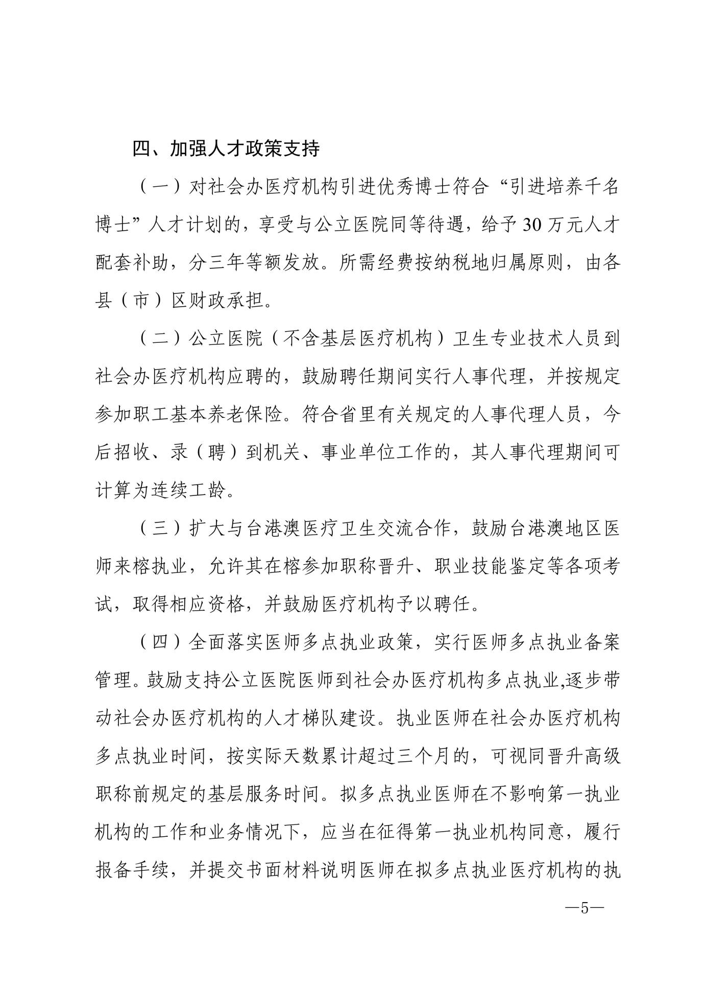 四、加强人才政策支持
（一）对社会办医疗机构引进优秀博士符合“引进培养千名
博士”人才计划的，享受与公立医院同等待遇，给予 30 万元人才
配套补助，分三年等额发放。所需经费按纳税地归属原则，由各
县（市）区财政承担。
（二）公立医院（不含基层医疗机构）卫生专业技术人员到
社会办医疗机构应聘的，鼓励聘任期间实行人事代理，并按规定
参加职工基本养老保险。符合省里有关规定的人事代理人员，今
后招收、录（聘）到机关、事业单位工作的，其人事代理期间可
计算为连续工龄。
（三）扩大与台港澳医疗卫生交流合作，鼓励台港澳地区医
师来榕执业，允许其在榕参加职称晋升、职业技能鉴定等各项考
试，取得相应资格，并鼓励医疗机构予以聘任。
（四）全面落实医师多点执业政策，实行医师多点执业备案
管理。鼓励支持公立医院医师到社会办医疗机构多点执业,逐步带
动社会办医疗机构的人才梯队建设。执业医师在社会办医疗机构
多点执业时间，按实际天数累计超过三个月的，可视同晋升高级
职称前规定的基层服务时间。拟多点执业医师在不影响第一执业
机构的工作和业务情况下，应当在征得第一执业机构同意，履行
报备手续，并提交书面材料说明医师在拟多点执业医疗机构的执
—5—